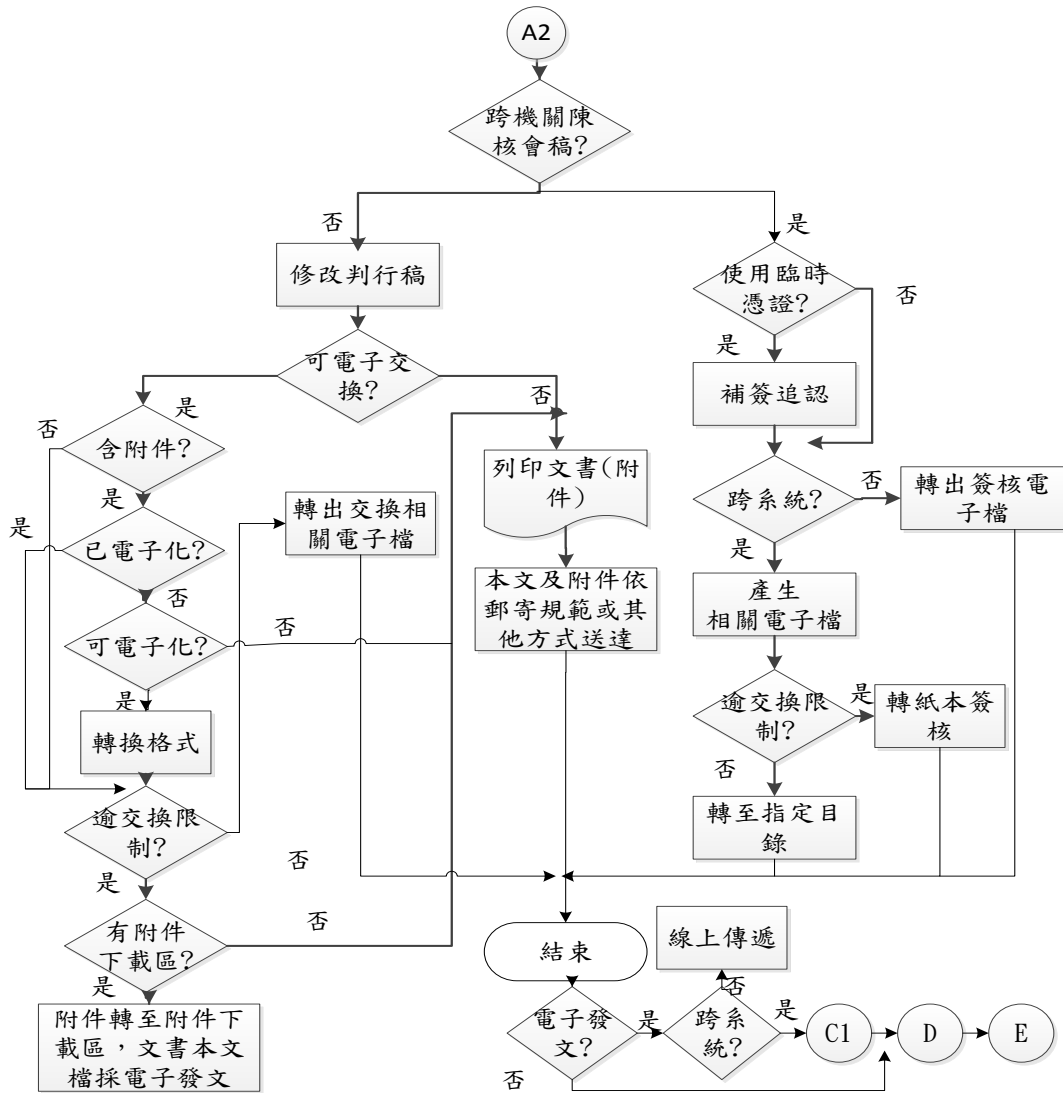 A2
跨機關陳
核會稿?
否
是
修改判行稿
使用臨時
憑證?
否
是
可電子交
換?
否
是
補簽追認
否
含附件?
列印文書(附
件)
跨系統?
否
轉出簽核電
子檔
是
是
轉出交換相
關電子檔
已電子化?
是
否
本文及附件依
郵寄規範或其
他方式送達
產生
相關電子檔
可電子化?
否
是
逾交換限
制?
是
轉紙本簽
核
轉換格式
否
逾交換限
制?
轉至指定目
錄
否
是
有附件
下載區?
否
結束
線上傳遞
是
否
附件轉至附件下
載區，文書本文
檔採電子發文
電子發
文?
是
跨系
統?
是
C1
D
E
否